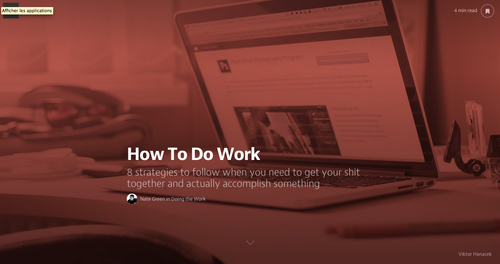 Afficher les applications
4 min read
How To Do Work
8 strategies to follow when you need to get your shit
together and actually accomplish something
Nate Green in Doing the Work
Viktor Hanacek